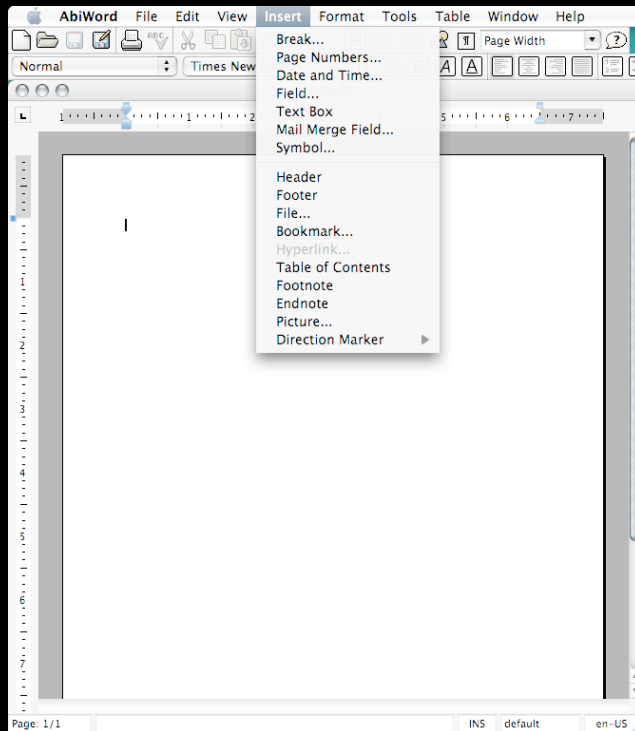 AbiWord File Edit View Insert Format Tools Table Window Help
Page Width
Normal Times New
Break...
Page Numbers...
Date and Time...
Field...
Text Box
Mail Merge Field...
Symbol...
Header
Footer
File...
Bookmark...
Hyperlink...
Table of Contents
Footnote
Endnote
Picture...
Direction Marker
1 1 2 5 6 7
1
2
3
4
5
6
7
Page: 1/1 INS default en-US